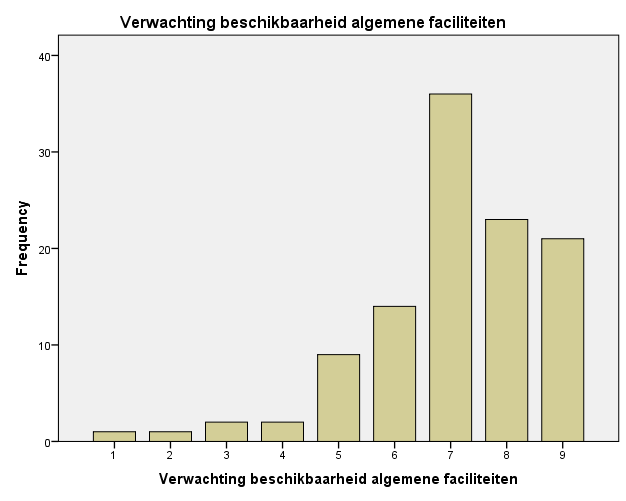 Verwachting beschikbaarheid algemene faciliteiten
40
30
20
10
0
Frequency
1 2 3 4 5 6 7 8 9
Verwachting beschikbaarheid algemene faciliteiten